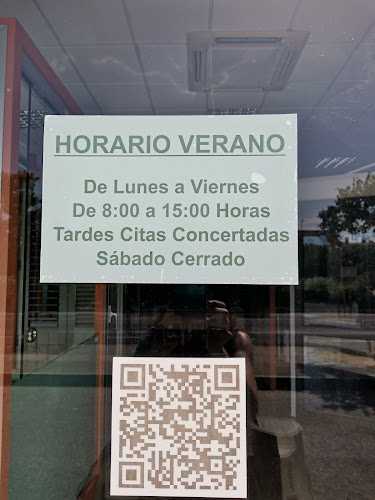 HORARIO VERANO
De Lunes a Viernes
De 8:00 a 15:00 Horas
Tardes Citas Concertadas
Sábado Cerrado